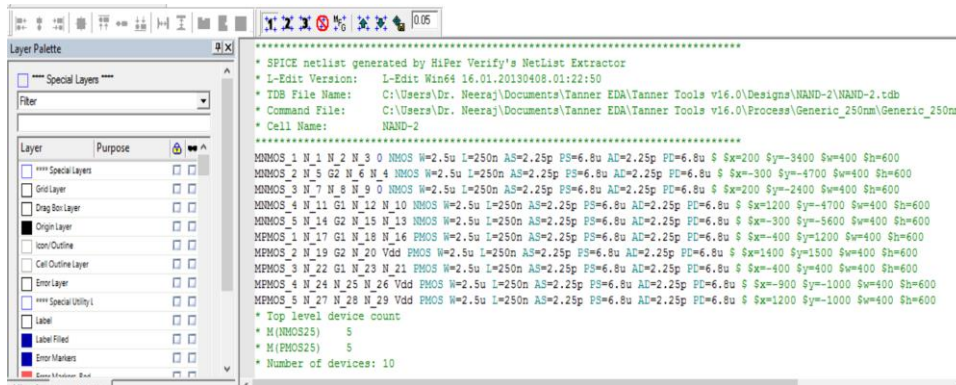 0.05
Layer Palette
**** Special Layers ****
Filter
Layer Purpose
**** Special Layers
Grid Layer
Drag Box Layer
Origin Layer
Icon/Outline
Cell Outline Layer
Error Layer
**** Special Utility L
Label
Label Filled
Error Markers
* SPICE netlist generated by HiPer Verify's NetList Extractor
* L-Edit Version: L-Edit Win64 16.01.20130408.01:22:50
* TDB File Name: C:\Users\Dr. Neeraj\Documents\Tanner EDA\Tanner Tools v16.0\Designs\NAND-2\NAND-2.tdb
* Command File: C:\Users\Dr. Neeraj\Documents\Tanner EDA\Tanner Tools v16.0\Process\Generic_250nm\Generic_250nm
* Cell Name: NAND-2
MNMOS_1 N_1 N_2 N_3 0 NMOS W=2.5u L=250n AS=2.25p PS=6.8u AD=2.25p PD=6.8u $ $x=200 $y=-3400 $w=400 $h=600
MNMOS_2 N_5 G2 N_6 N_4 NMOS W=2.5u L=250n AS=2.25p PS=6.8u AD=2.25p PD=6.8u $ $x=-300 $y=-4700 $w=400 $h=600
MNMOS_3 N_7 N_8 N_9 0 NMOS W=2.5u L=250n AS=2.25p PS=6.8u AD=2.25p PD=6.8u $ $x=200 $y=-2400 $w=400 $h=600
MNMOS_4 N_11 G1 N_12 N_10 NMOS W=2.5u L=250n AS=2.25p PS=6.8u AD=2.25p PD=6.8u $ $x=1200 $y=-4700 $w=400 $h=600
MNMOS_5 N_14 G2 N_15 N_13 NMOS W=2.5u L=250n AS=2.25p PS=6.8u AD=2.25p PD=6.8u $ $x=-300 $y=-5600 $w=400 $h=600
MPMOS_1 N_17 G1 N_18 N_16 PMOS W=2.5u L=250n AS=2.25p PS=6.8u AD=2.25p PD=6.8u $ $x=-400 $y=1200 $w=400 $h=600
MPMOS_2 N_19 G2 N_20 Vdd PMOS W=2.5u L=250n AS=2.25p PS=6.8u AD=2.25p PD=6.8u $ $x=1400 $y=1500 $w=400 $h=600
MPMOS_3 N_22 G1 N_23 N_21 PMOS W=2.5u L=250n AS=2.25p PS=6.8u AD=2.25p PD=6.8u $ $x=-400 $y=400 $w=400 $h=600
MPMOS_4 N_24 N_25 N_26 Vdd PMOS W=2.5u L=250n AS=2.25p PS=6.8u AD=2.25p PD=6.8u $ $x=-900 $y=-1000 $w=400 $h=600
MPMOS_5 N_27 N_28 N_29 Vdd PMOS W=2.5u L=250n AS=2.25p PS=6.8u AD=2.25p PD=6.8u $ $x=1200 $y=-1000 $w=400 $h=600
* Top level device count
* M(NMOS25) 5
* M(PMOS25) 5
* Number of devices: 10